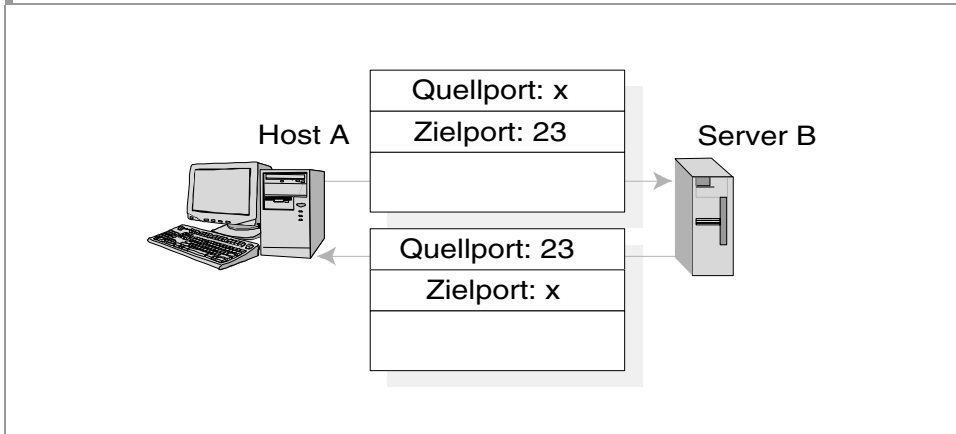 Quellport: x
Host A
Zielport: 23
Server B
Quellport: 23
Zielport: x